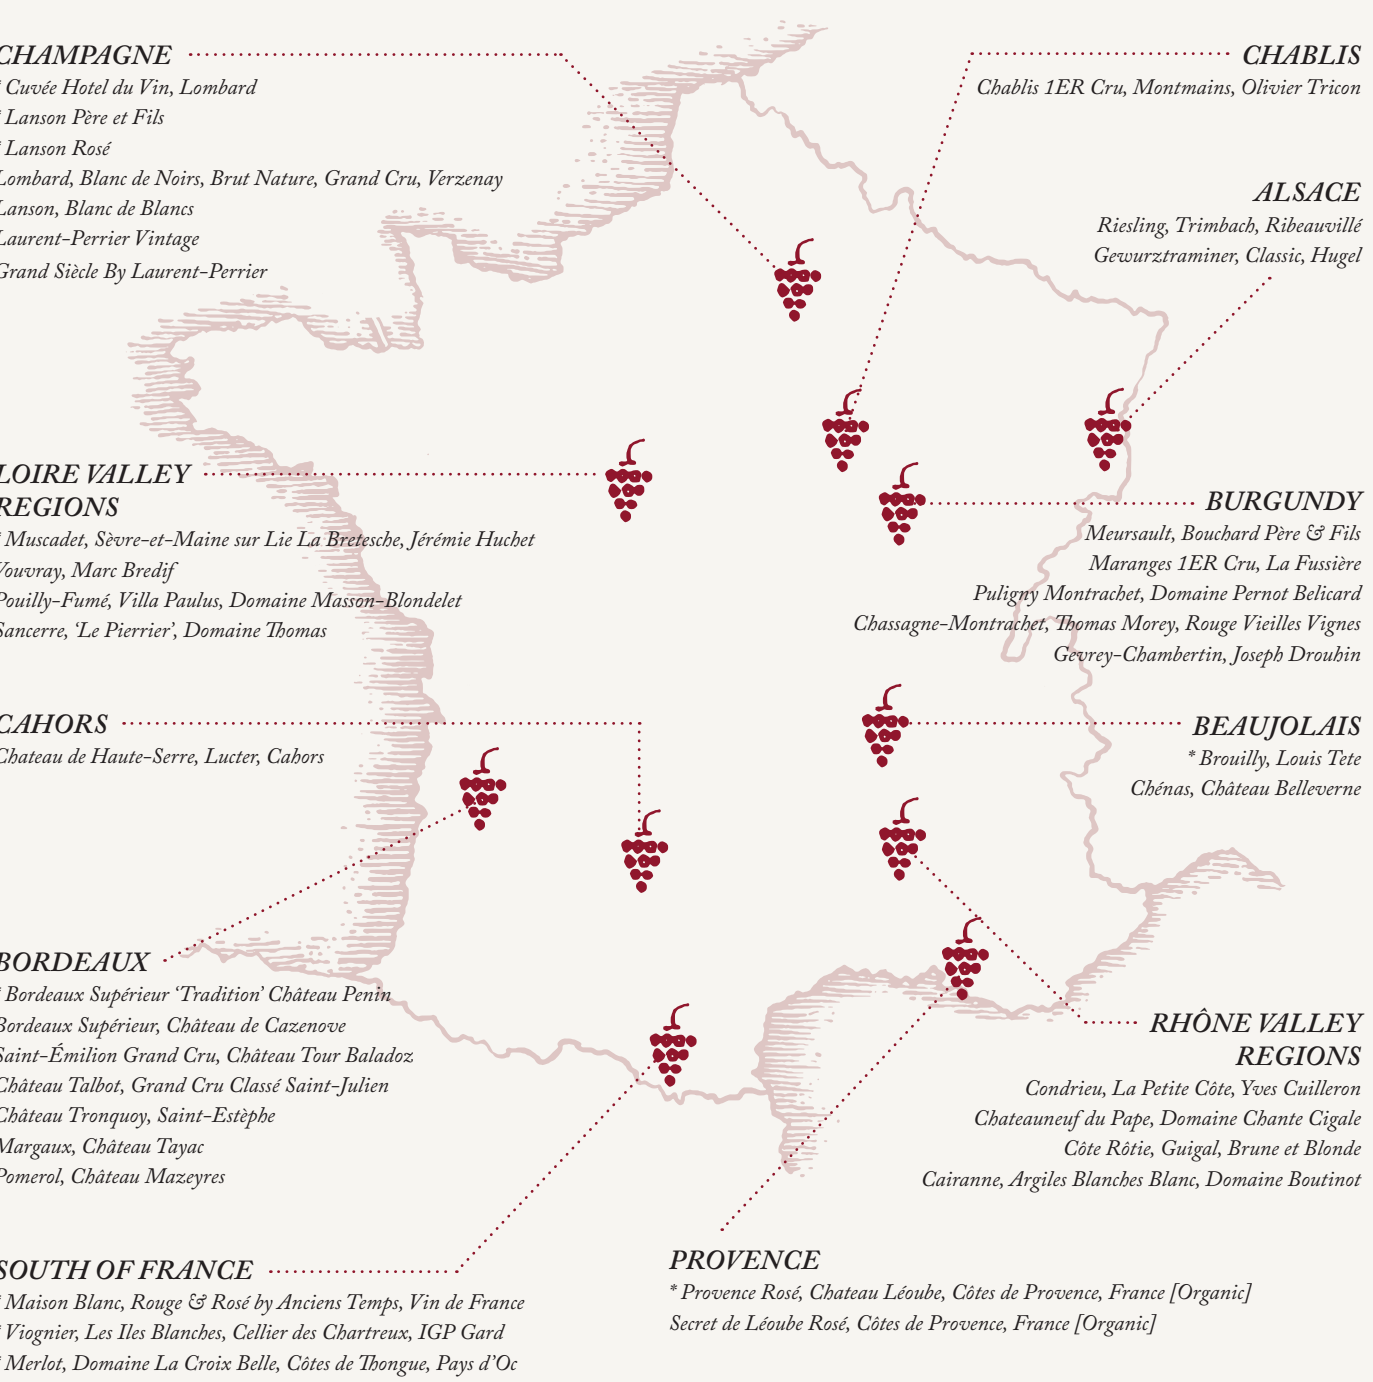 CHAMPAGNE
* Cuvée Hotel du Vin, Lombard
* Lanson Père et Fils
* Lanson Rosé
Lombard, Blanc de Noirs, Brut Nature, Grand Cru, Verzenay
Lanson, Blanc de Blancs
Laurent-Perrier Vintage
Grand Siècle By Laurent-Perrier
CHABLIS
Chablis 1ER Cru, Montmains, Olivier Tricon
ALSACE
Riesling, Trimbach, Ribeauvillé
Gewurztraminer, Classic, Hugel
LOIRE VALLEY
REGIONS
* Muscadet, Sèvre-et-Maine sur Lie La Bretesche, Jérémie Huchet
Vouvray, Marc Bredif
Pouilly-Fumé, Villa Paulus, Domaine Masson-Blondelet
Sancerre, ‘Le Pierrier’, Domaine Thomas
BURGUNDY
Meursault, Bouchard Père & Fils
Maranges 1ER Cru, La Fussière
Puligny Montrachet, Domaine Pernot Belicard
Chassagne-Montrachet, Thomas Morey, Rouge Vieilles Vignes
Gevrey-Chambertin, Joseph Drouhin
CAHORS
Chateau de Haute-Serre, Lucter, Cahors
BEAUJOLAIS
* Brouilly, Louis Tete
Chénas, Château Belleverne
BORDEAUX
* Bordeaux Supérieur ‘Tradition’ Château Penin
Bordeaux Supérieur, Château de Cazenove
Saint-Émilion Grand Cru, Château Tour Baladoz
Château Talbot, Grand Cru Classé Saint-Julien
Château Tronquoy, Saint-Estèphe
Margaux, Château Tayac
Pomerol, Château Mazeyres
RHÔNE VALLEY
REGIONS
Condrieu, La Petite Côte, Yves Cuilleron
Chateauneuf du Pape, Domaine Chante Cigale
Côte Rôtie, Guigal, Brune et Blonde
Cairanne, Argiles Blanches Blanc, Domaine Boutinot
SOUTH OF FRANCE
* Maison Blanc, Rouge & Rosé by Anciens Temps, Vin de France
* Viognier, Les Iles Blanches, Cellier des Chartreux, IGP Gard
* Merlot, Domaine La Croix Belle, Côtes de Thongue, Pays d’Oc
PROVENCE
* Provence Rosé, Chateau Léoube, Côtes de Provence, France [Organic]
Secret de Léoube Rosé, Côtes de Provence, France [Organic]